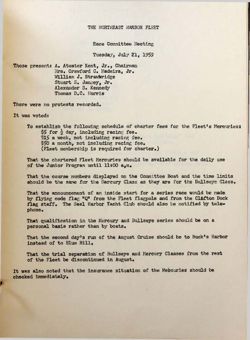 THE NORTHEAST HARBOR FLEET
Race Committee Meeting
Tuesday, July 21, 1959
Those present: A. Atwater Kent, Jr., Chairman
Mrs. Crawford C. Madeira, Jr.
William J. Strawbridge
Stuart S. Janney, Jr.
Alexander B. Kennedy
Thomas D.C. Harris
There were no protests recorded.
It was voted:
To establish the following schedule of charter fees for the Fleet's Mercuries:
$5 for ½ day, including racing fee.
$15 a week, not including racing fee.
$50 a month, not including racing fee.
(Fleet membership is required for charter.)
That the chartered Fleet Mercuries should be available for the daily use
of the Junior Program until 11:00 a.m.
That the course numbers displayed on the Committee Boat and the time limits
should be the same for the Mercury Class as they are for the Bullseye Class.
That the announcement of an inside start for a series race would be made
by flying code flag "Q" from the Fleet flagpole and from the Clifton Dock
flag staff. The Seal Harbor Yacht Club should also be notified by tele-
phone.
That qualification in the Mercury and Bullseye series should be on a
personal basis rather than by boats.
That the second day's run of the August Cruise should be to Buck's Harbor
instead of to Blue Hill.
That the trial separation of Bullseye and Mercury Classes from the rest
of the Fleet be discontinued in August.
It was also noted that the insurance situation of the Mercuries should be
checked immediately.